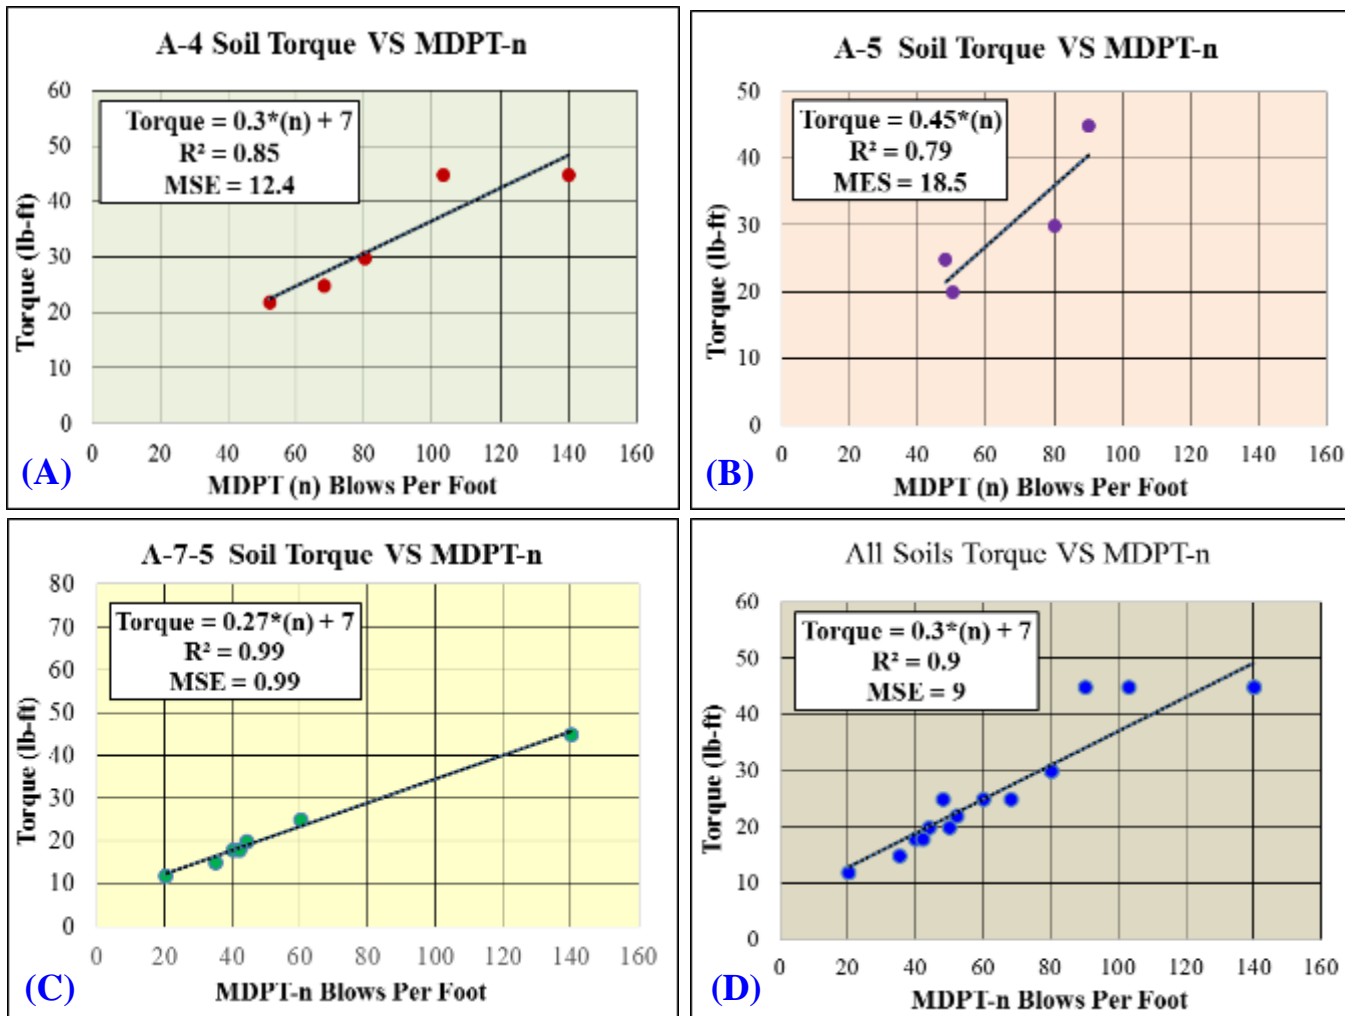 A-4 Soil Torque VS MDPT-n
Torque = 0.3*(n) + 7
R² = 0.85
MSE = 12.4
Torque (lb-ft)
60
50
40
30
20
10
0
0 20 40 60 80 100 120 140 160
MDPT (n) Blows Per Foot
(A)
A-5 Soil Torque VS MDPT-n
Torque = 0.45*(n)
R² = 0.79
MES = 18.5
Torque (lb-ft)
50
40
30
20
10
0
0 20 40 60 80 100 120 140 160
MDPT (n) Blows Per Foot
(B)
A-7-5 Soil Torque VS MDPT-n
Torque = 0.27*(n) + 7
R² = 0.99
MSE = 0.99
Torque (lb-ft)
80
70
60
50
40
30
20
10
0
0 20 40 60 80 100 120 140 160
MDPT-n Blows Per Foot
(C)
All Soils Torque VS MDPT-n
Torque = 0.3*(n) + 7
R² = 0.9
MSE = 9
Torque (lb-ft)
60
50
40
30
20
10
0
0 20 40 60 80 100 120 140 160
MDPT-n Blows Per Foot
(D)